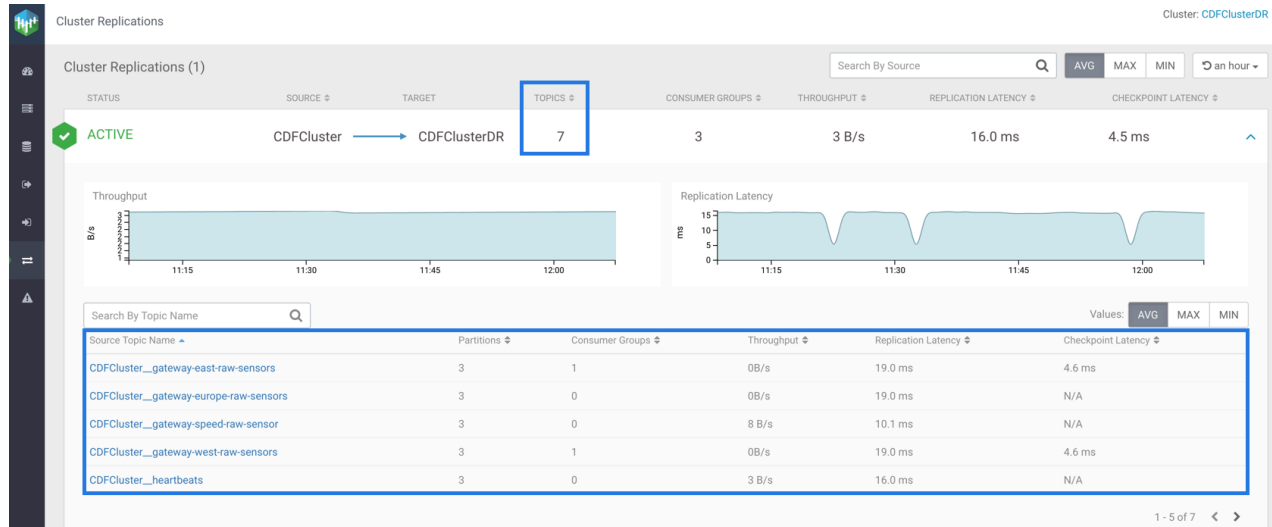 Cluster Replications
Cluster: CDFClusterDR
Cluster Replications (1)
Search By Source
AVG MAX MIN
an hour
STATUS SOURCE TARGET TOPICS CONSUMER GROUPS THROUGHPUT REPLICATION LATENCY CHECKPOINT LATENCY
ACTIVE CDFCluster CDFClusterDR 7 3 3 B/s 16.0 ms 4.5 ms
Throughput
B/s
3
2
2
2
2
2
1
11:15 11:30 11:45 12:00
Replication Latency
ms
15
10
5
0
11:15 11:30 11:45 12:00
Search By Topic Name
Values: AVG MAX MIN
Source Topic Name Partitions Consumer Groups Throughput Replication Latency Checkpoint Latency
CDFCluster__gateway-east-raw-sensors 3 1 0B/s 19.0 ms 4.6 ms
CDFCluster__gateway-europe-raw-sensors 3 0 0B/s 19.0 ms N/A
CDFCluster__gateway-speed-raw-sensor 3 0 8 B/s 10.1 ms N/A
CDFCluster__gateway-west-raw-sensors 3 1 0B/s 19.0 ms 4.6 ms
CDFCluster__heartbeats 3 0 3 B/s 16.0 ms N/A
1 - 5 of 7